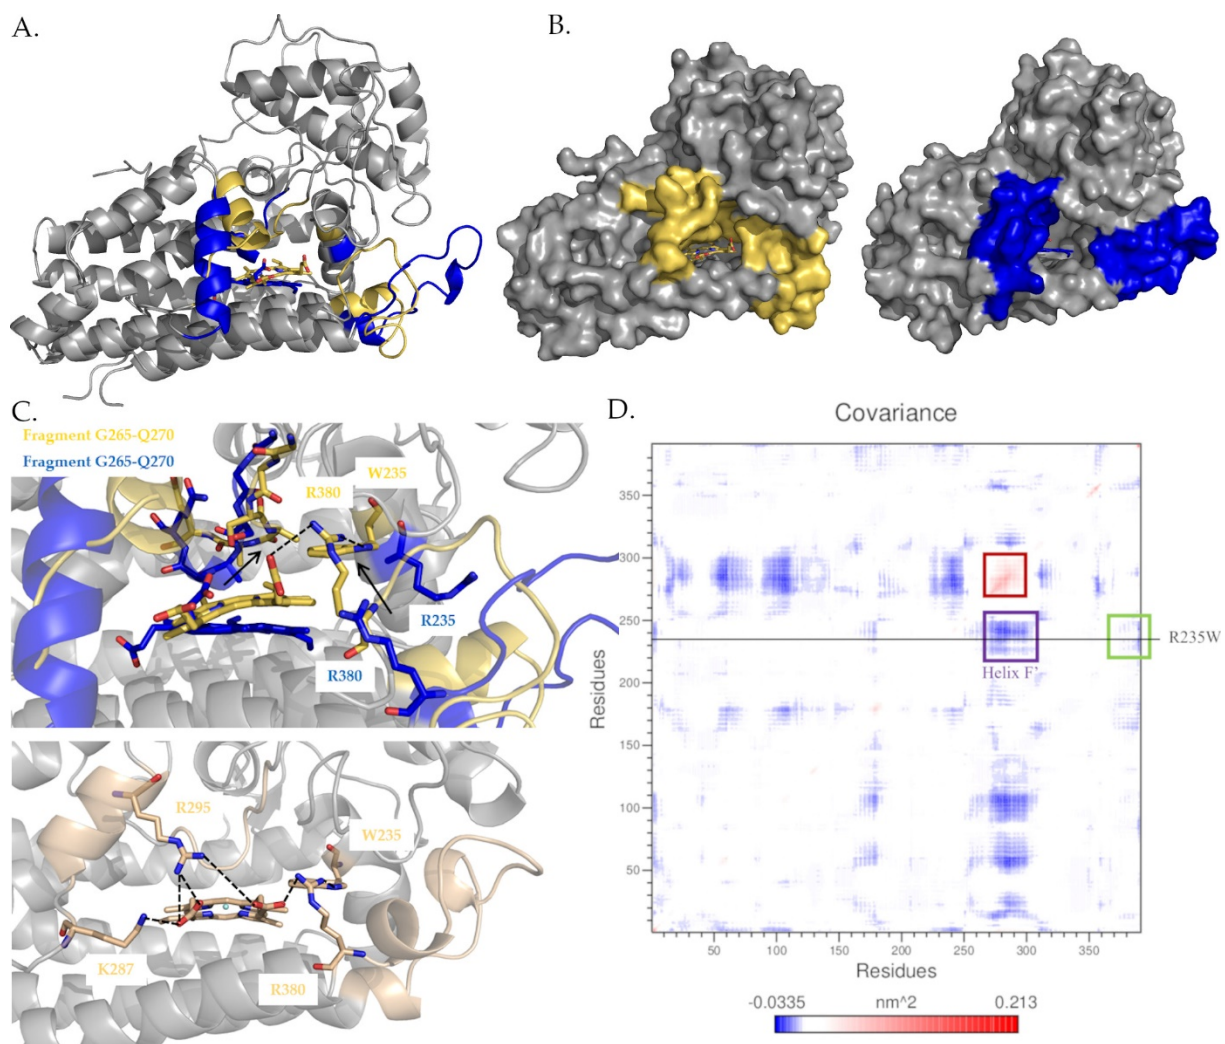 A.
B.
C.
Fragment G265-Q270
Fragment G265-Q270
W235
R380
R235
R380
R295
W235
K287
R380
D.
Covariance
350
300
250
200
150
100
50
Residues
R235W
Helix F'
50
100
150
200
250
300
350
Residues
-0.0335
nm^2
0.213